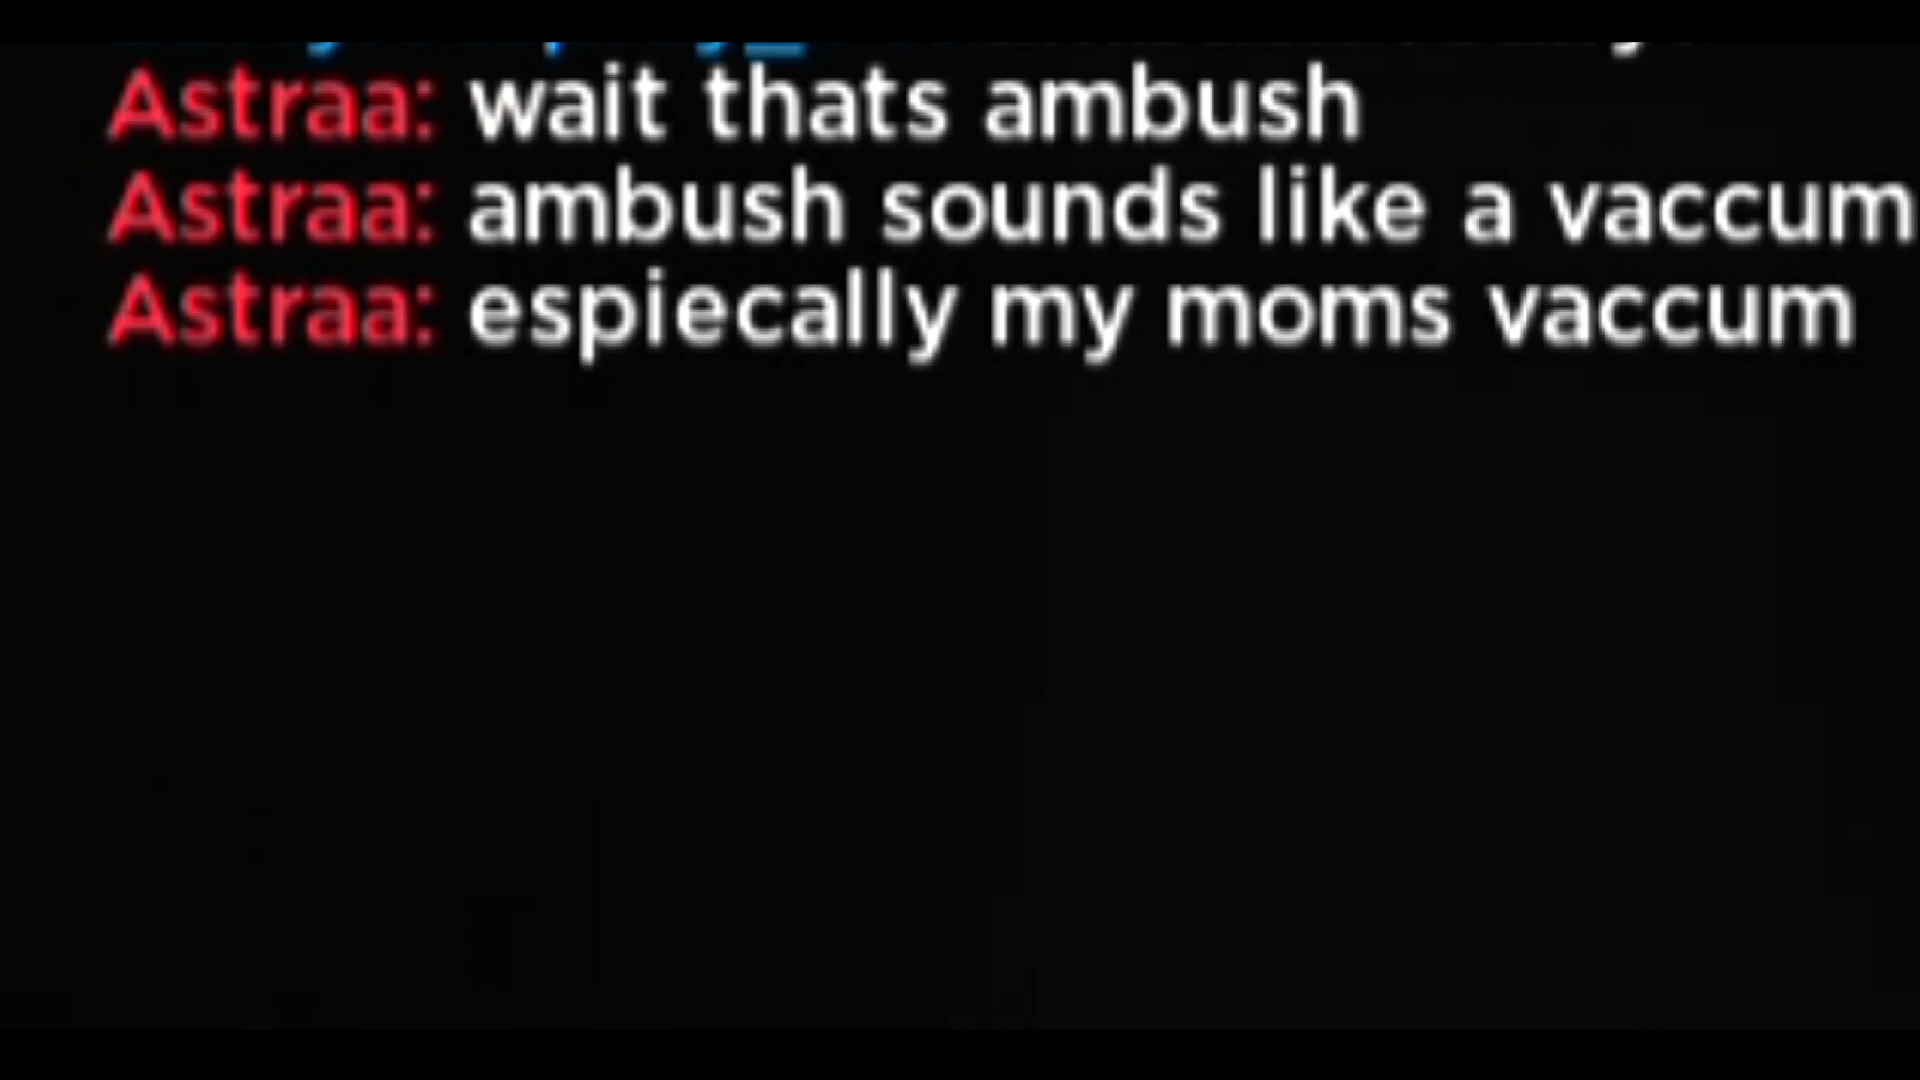 Astraa: wait thats ambush
Astraa: ambush sounds like a vaccum
Astraa: espiecally my moms vaccum